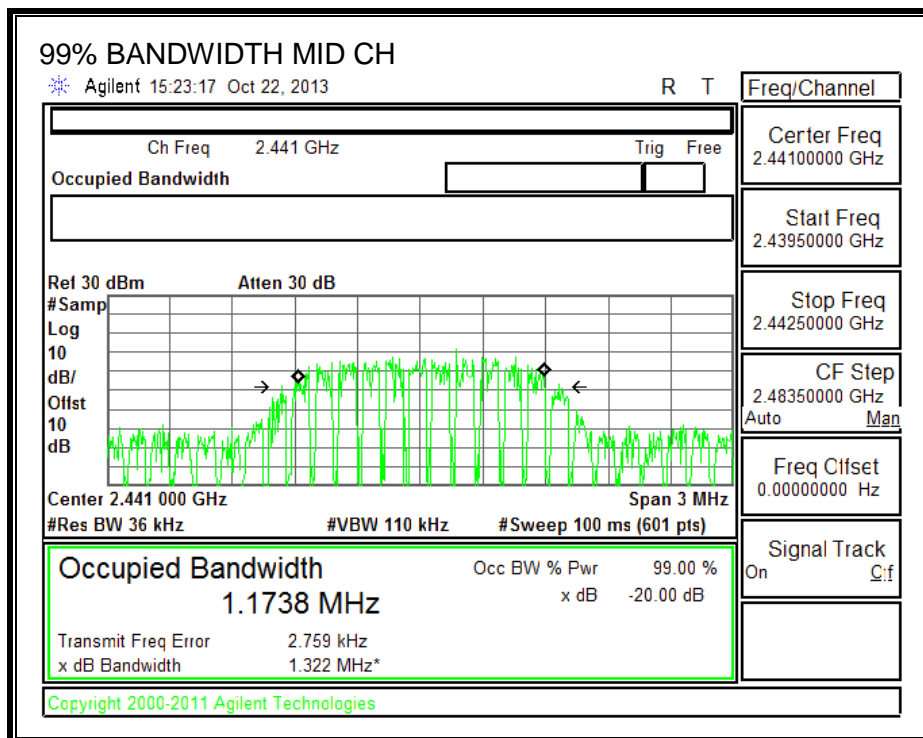 99% BANDWIDTH MID CH
Agilent 15:23:17 Oct 22, 2013 R T
Freq/Channel
Ch Freq 2.441 GHz Trig Free
Occupied Bandwidth
Center Freq
2.44100000 GHz
Start Freq
2.43950000 GHz
Stop Freq
2.44250000 GHz
CF Step
2.48350000 GHz
Auto Man
Freq Offset
0.00000000 Hz
Signal Track
On Off
Ref 30 dBm Atten 30 dB
#Samp
Log
10
dB/
Offst
10
dB
Center 2.441 000 GHz Span 3 MHz
#Res BW 36 kHz #VBW 110 kHz #Sweep 100 ms (601 pts)
Occupied Bandwidth
1.1738 MHz
Occ BW % Pwr 99.00 %
x dB -20.00 dB
Transmit Freq Error 2.759 kHz
x dB Bandwidth 1.322 MHz*
Copyright 2000-2011 Agilent Technologies